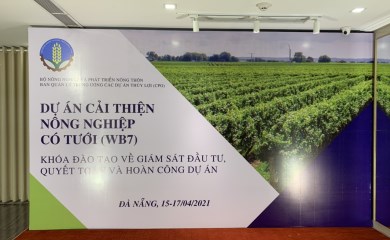 BỘ NÔNG NGHIỆP VÀ PHÁT TRIỂN NÔNG THÔN
BAN QUẢN LÝ TRUNG ƯƠNG CÁC DỰ ÁN THỦY LỢI (CPO)
DỰ ÁN CẢI THIỆN
NÔNG NGHIỆP
CÓ TƯỚI (WB7)
KHÓA ĐÀO TẠO VỀ GIÁM SÁT ĐẦU TƯ,
QUYẾT TOÁN VÀ HOÀN CÔNG DỰ ÁN
ĐÀ NẴNG, 15-17/04/2021